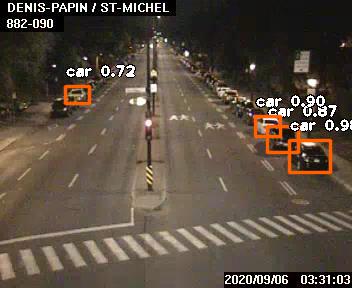 DENIS-PAPIN / ST-MICHEL
882-090
car 0.72
car 0.90
car 0.87
car 0.98
2020/09/06 03:31:03